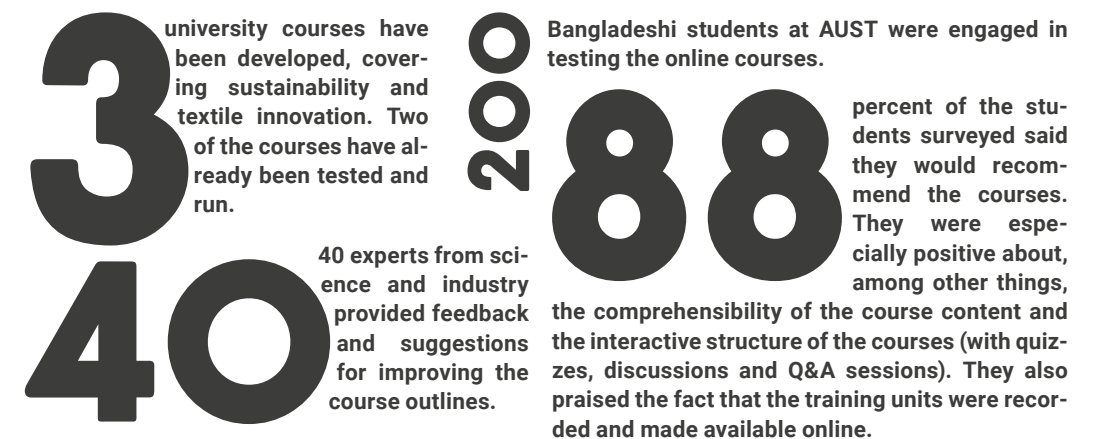 3
university courses have
been developed, cover-
ing sustainability and
textile innovation. Two
of the courses have al-
ready been tested and
run.
40
40 experts from sci-
ence and industry
provided feedback
and suggestions
for improving the
course outlines.
200
Bangladeshi students at AUST were engaged in
testing the online courses.
88
percent of the stu-
dents surveyed said
they would recom-
mend the courses.
They were espe-
cially positive about,
among other things,
the comprehensibility of the course content and
the interactive structure of the courses (with quiz-
zes, discussions and Q&A sessions). They also
praised the fact that the training units were recor-
ded and made available online.